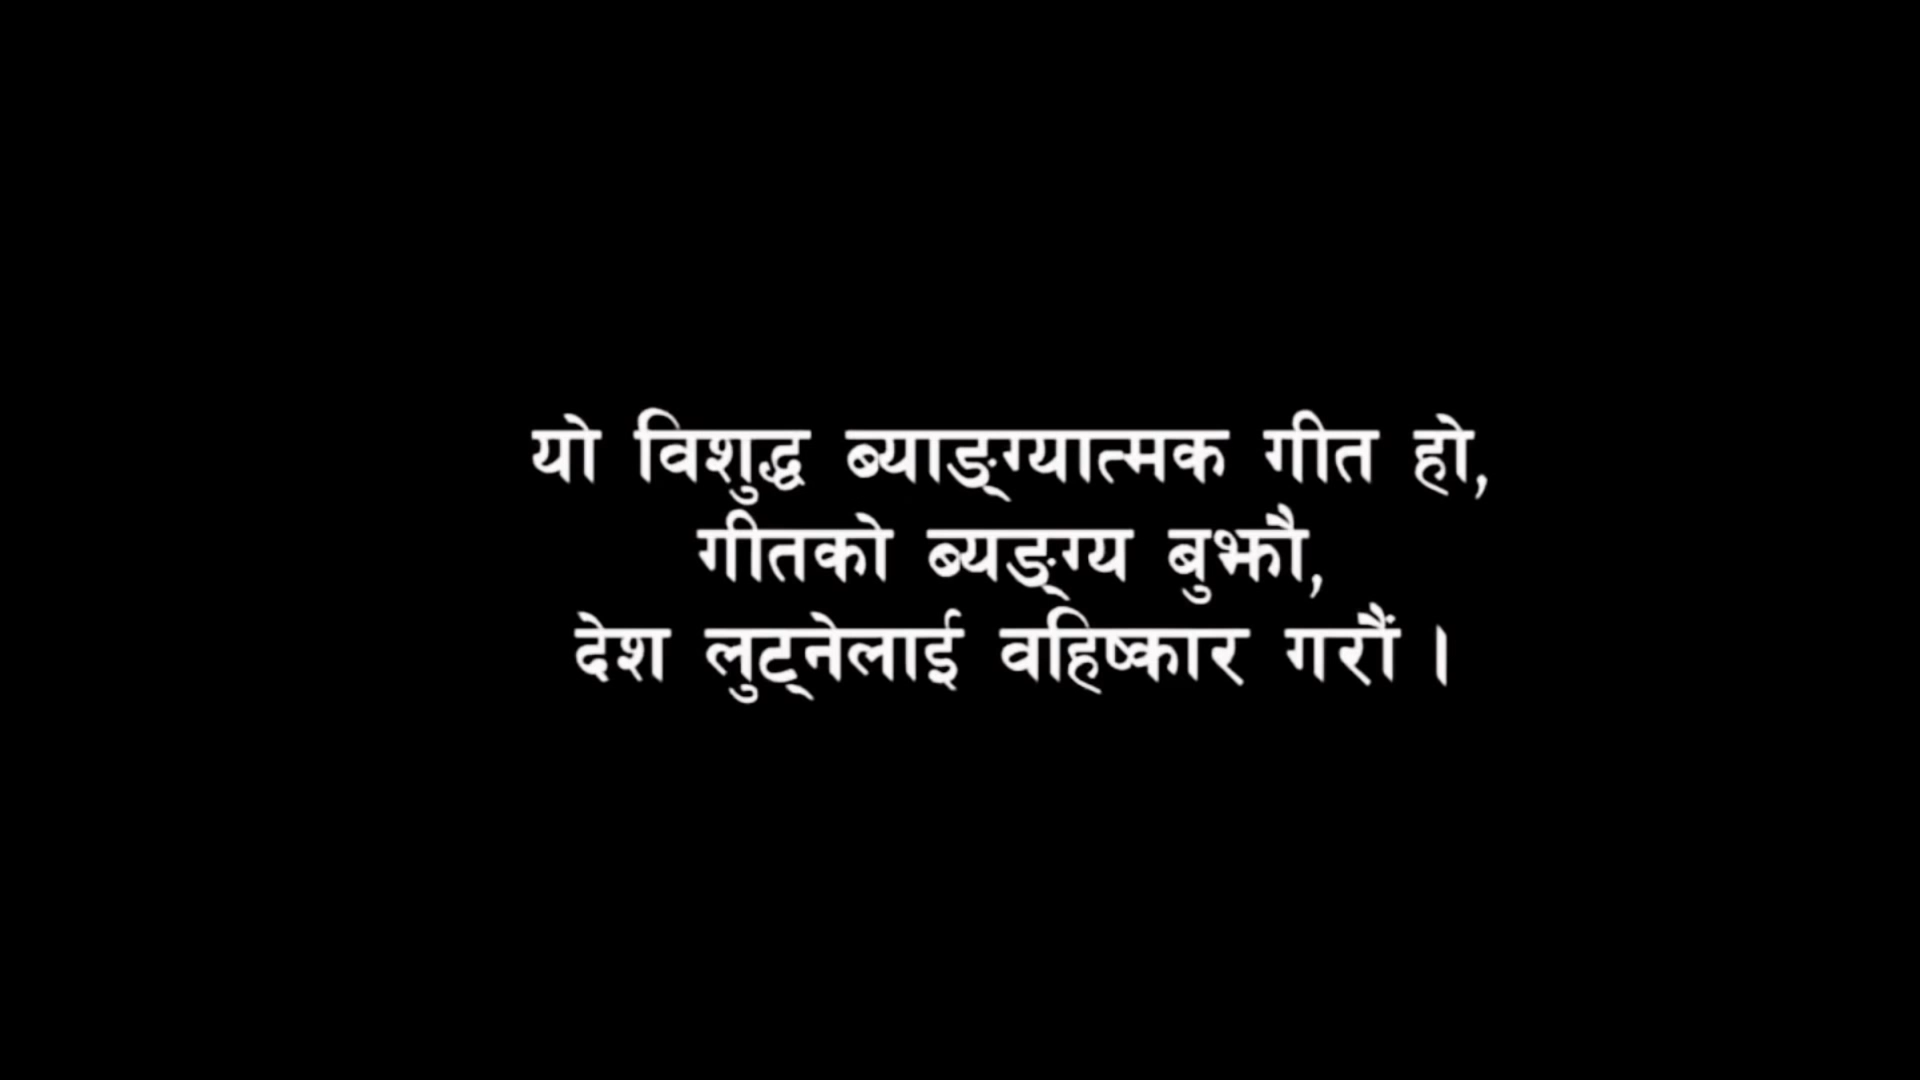 यो विशुद्ध ब्याङ्ग्यात्मक गीत हो,
गीतको ब्यङ्ग्य बुझौ,
देश लुट्नेलाई वहिष्कार गरौं ।